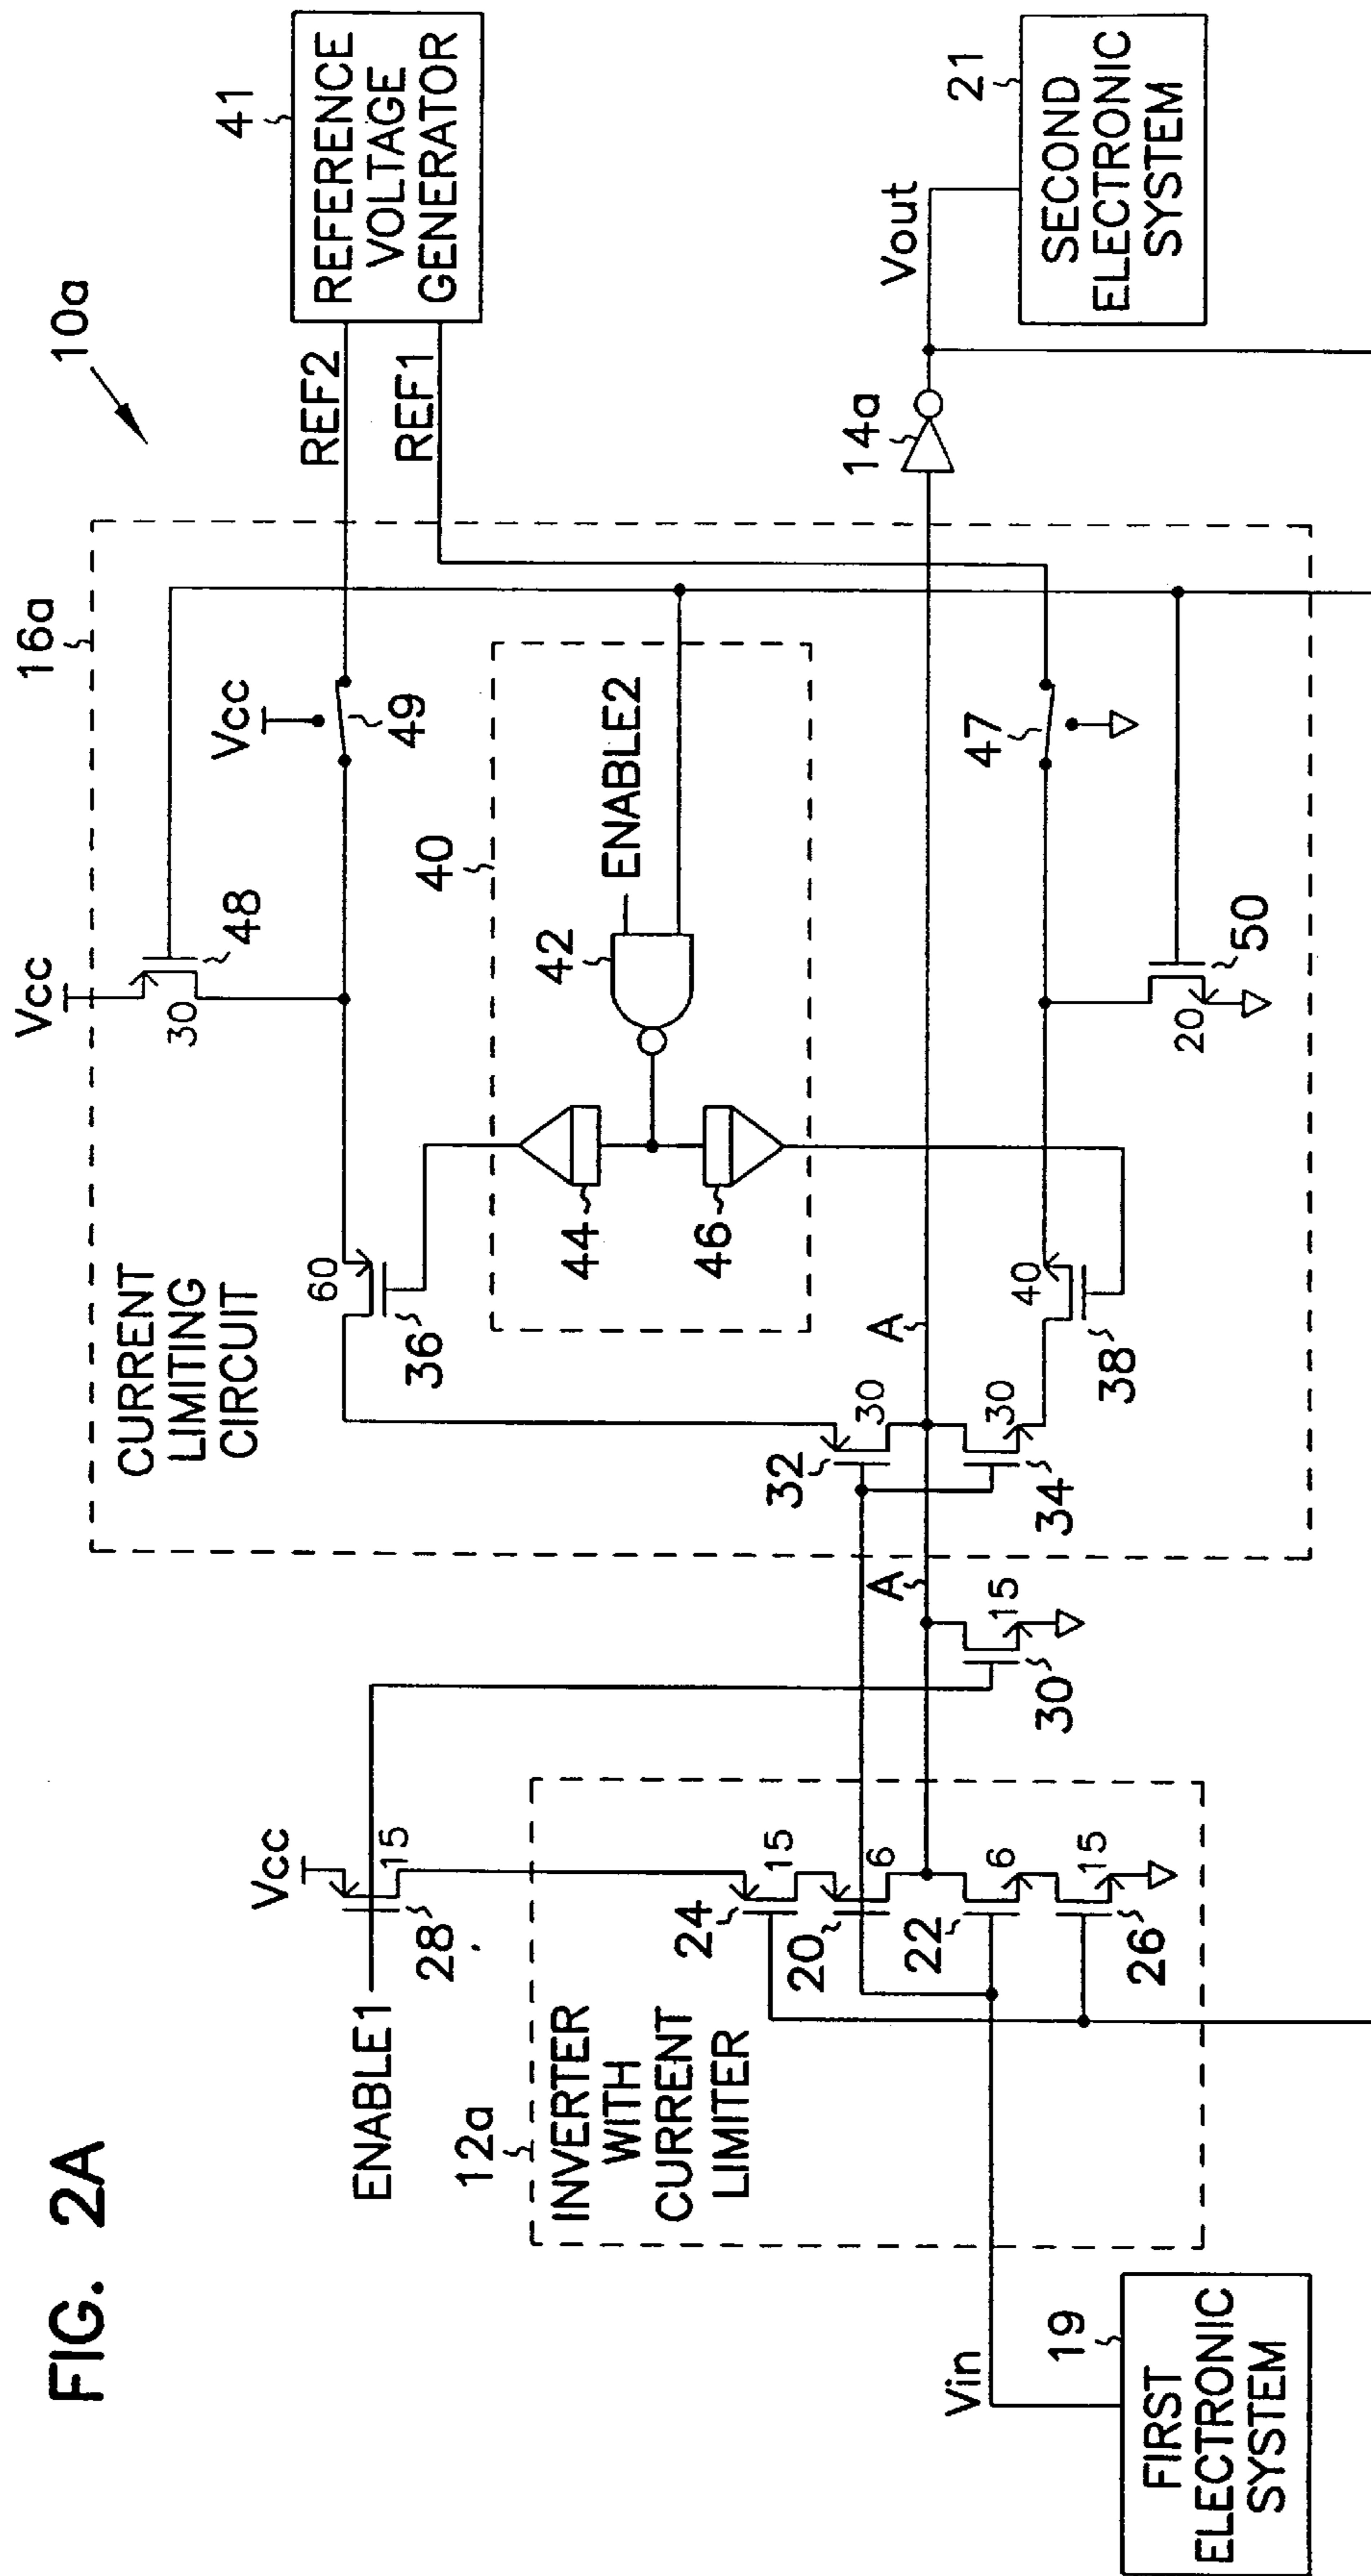 FIG. 2A
10a
16a
CURRENT
LIMITING
CIRCUIT
Vcc
30
48
Vcc
49
REF2
REF1
41
REFERENCE
VOLTAGE
GENERATOR
60
36
40
ENABLE2
42
44
46
Vcc
15
28
ENABLE1
12a
INVERTER
WITH
CURRENT
LIMITER
24
15
20
6
22
6
26
15
A
30
15
32
30
34
30
A
38
40
47
50
20
14a
Vout
21
SECOND
ELECTRONIC
SYSTEM
Vin
19
FIRST
ELECTRONIC
SYSTEM